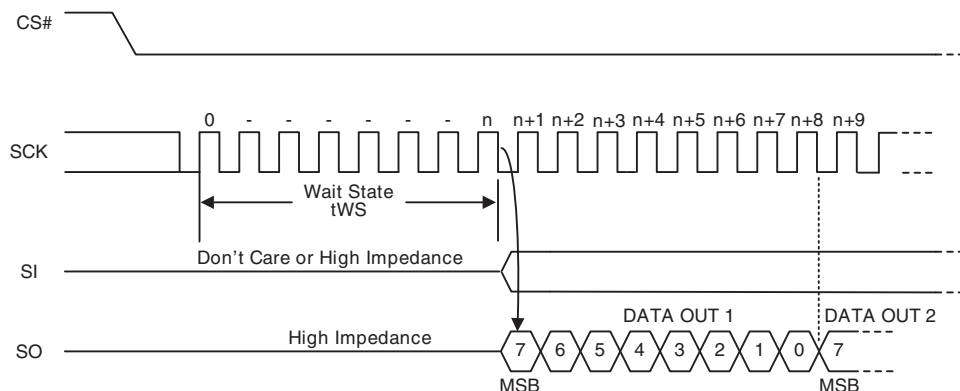 CS#
0 - - - - - - n n+1 n+2 n+3 n+4 n+5 n+6 n+7 n+8 n+9
SCK
Wait State
tWS
Don't Care or High Impedance
SI
DATA OUT 1 DATA OUT 2
High Impedance
SO
7 6 5 4 3 2 1 0 7
MSB MSB